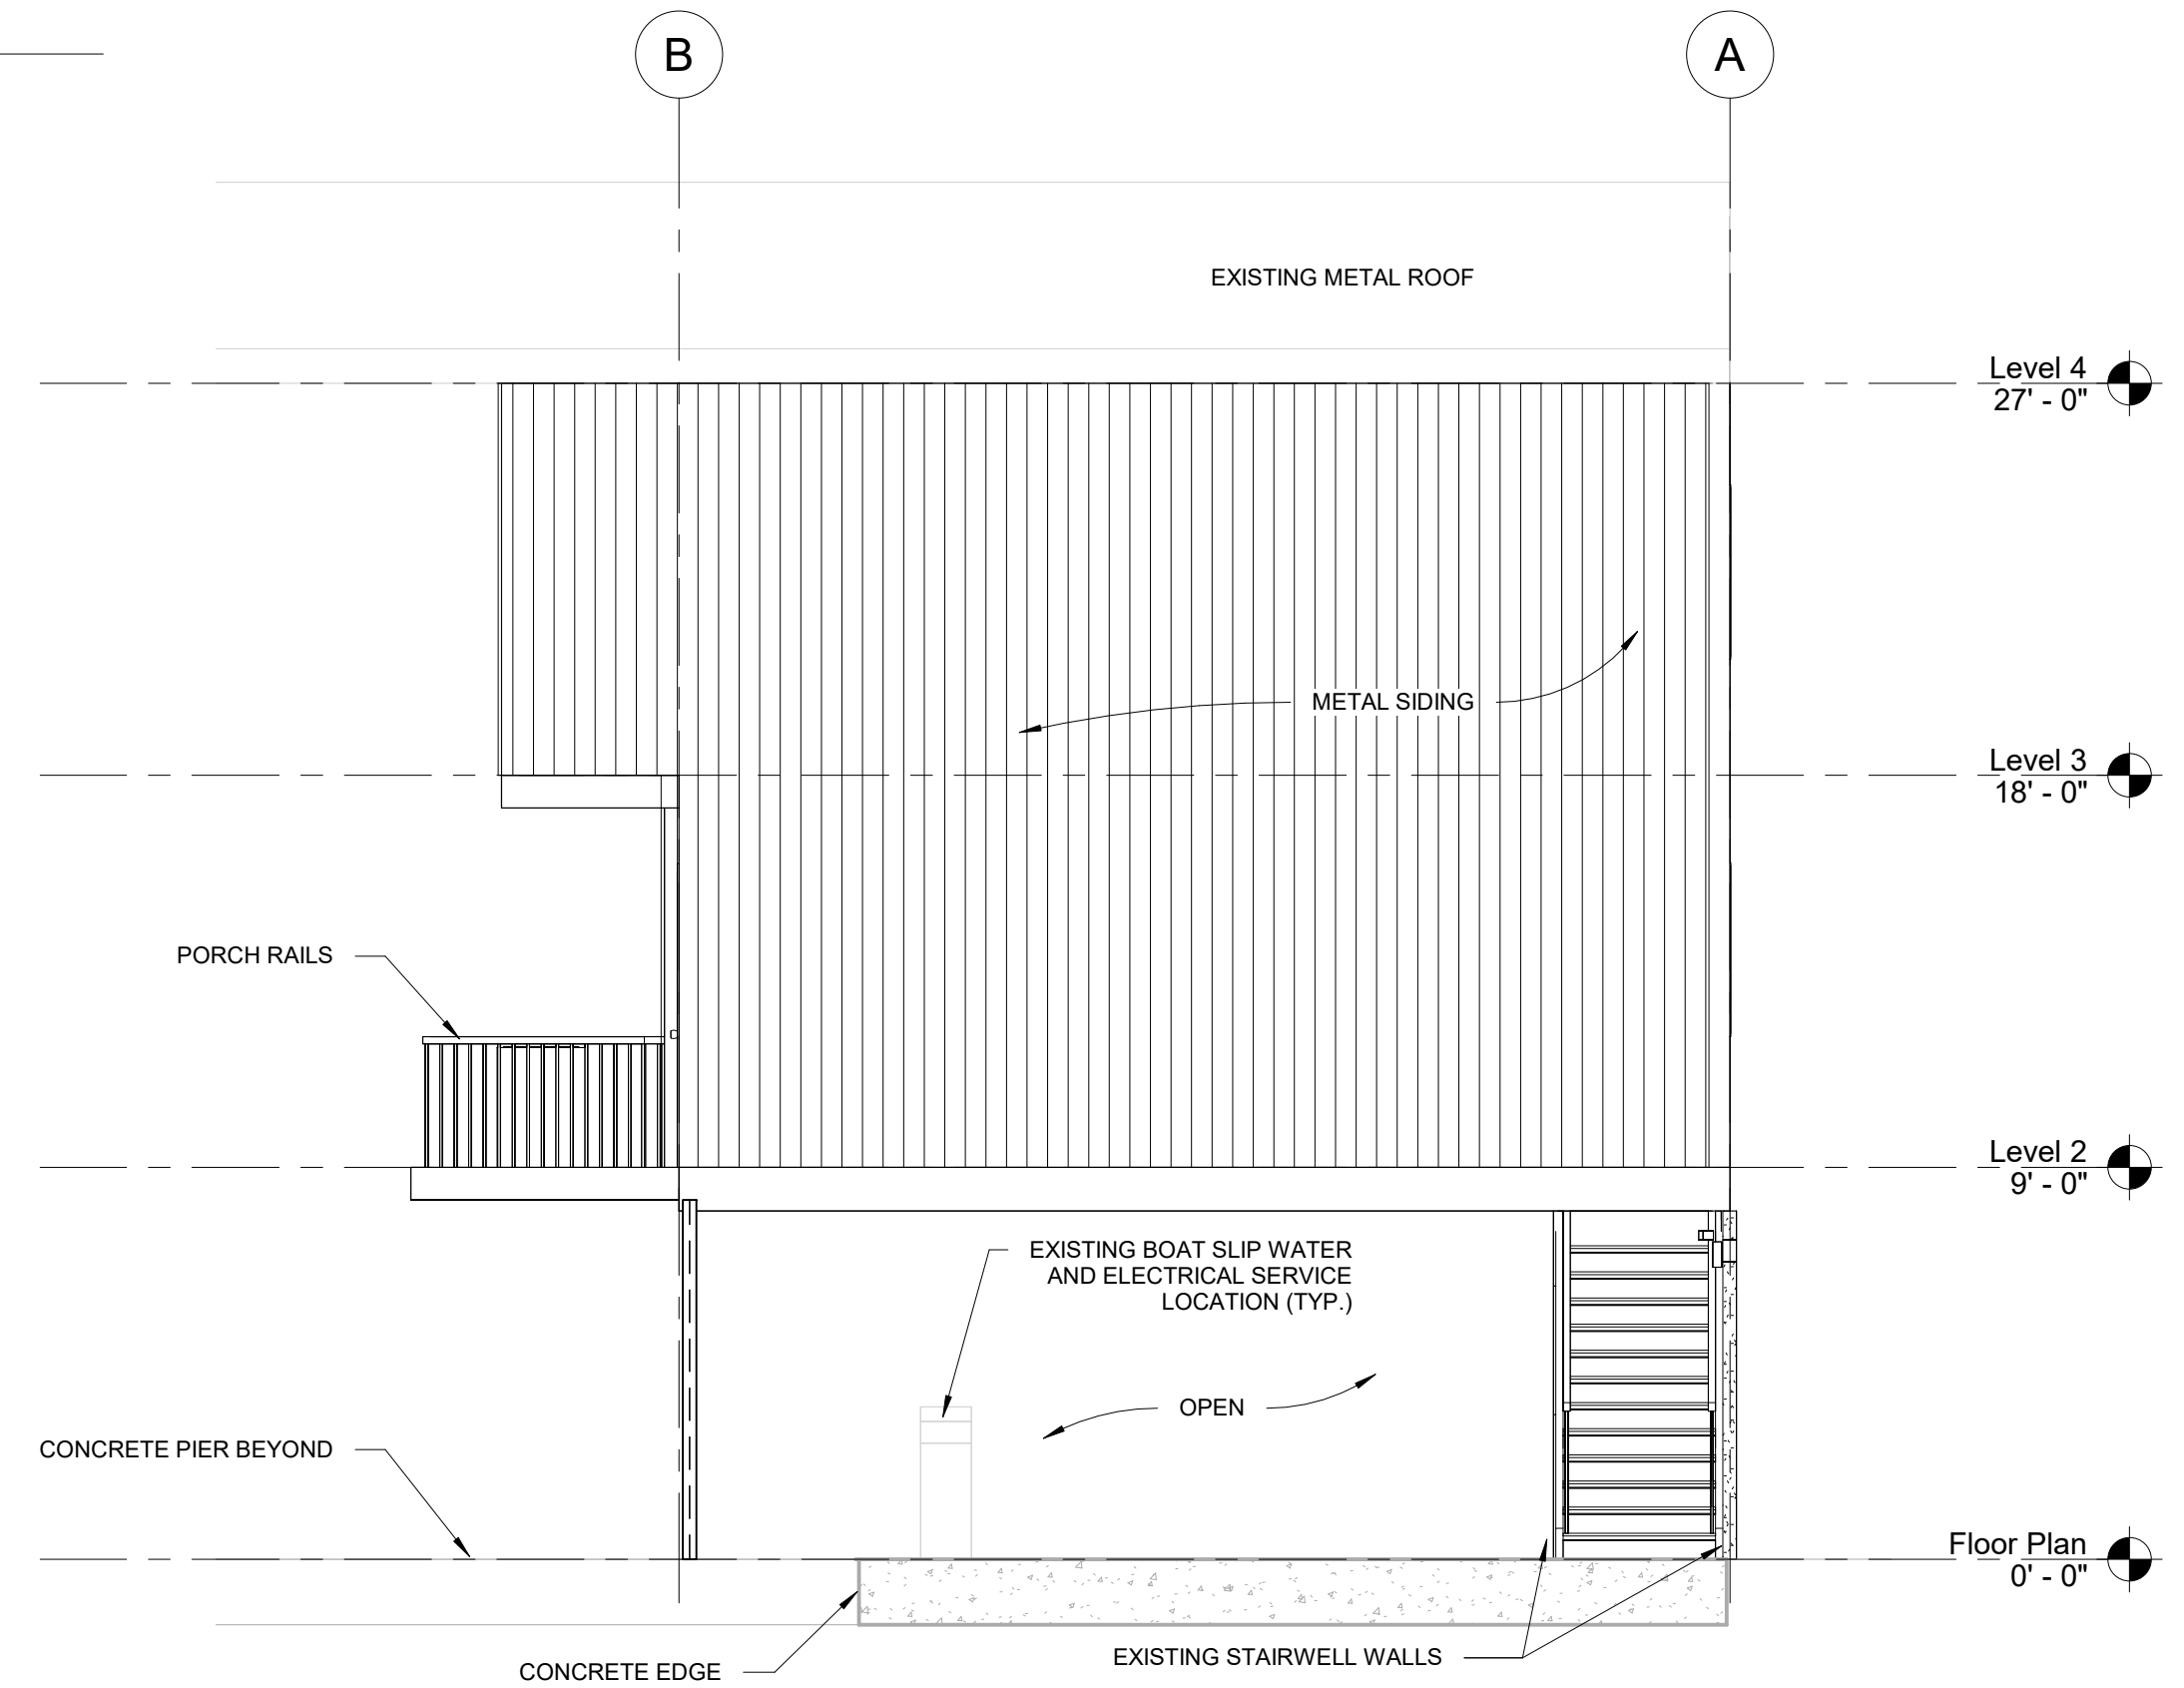 B
A
EXISTING METAL ROOF
Level 4
27' - 0"
METAL SIDING
Level 3
18' - 0"
PORCH RAILS
Level 2
9' - 0"
EXISTING BOAT SLIP WATER
AND ELECTRICAL SERVICE
LOCATION (TYP.)
OPEN
CONCRETE PIER BEYOND
Floor Plan
0' - 0"
EXISTING STAIRWELL WALLS
CONCRETE EDGE